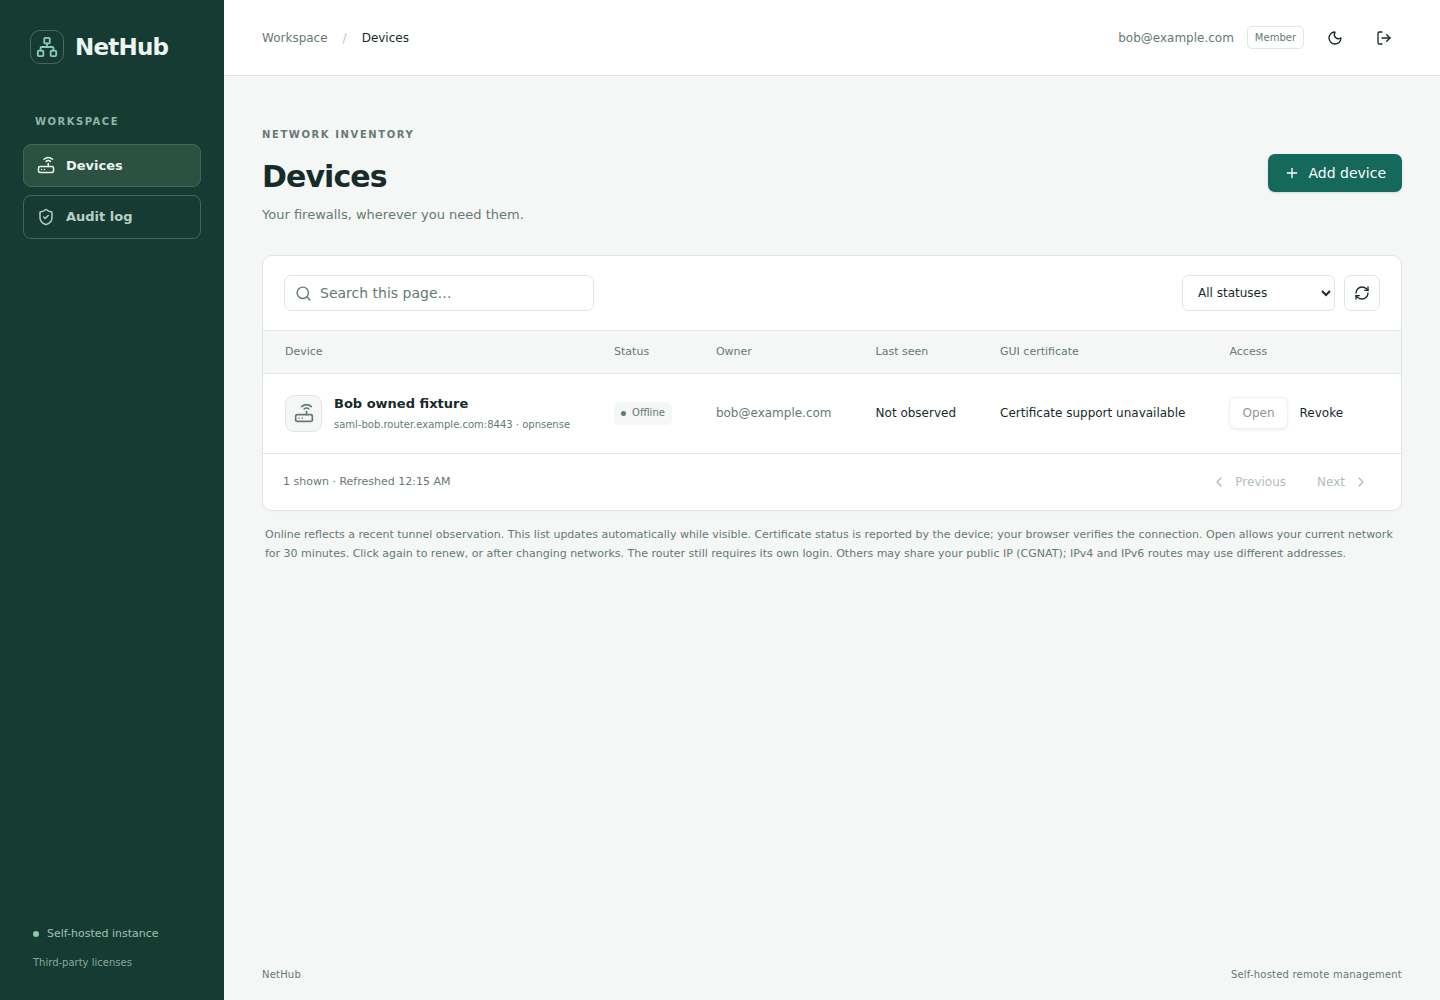 NetHub
WORKSPACE
Devices
Audit log
Self-hosted instance
Third-party licenses
Workspace / Devices
bob@example.com Member
NETWORK INVENTORY
Devices
Your firewalls, wherever you need them.
Add device
Search this page...
All statuses
Device Status Owner Last seen GUI certificate Access
Bob owned fixture
saml-bob.router.example.com:8443 · opnsense
Offline bob@example.com Not observed Certificate support unavailable Open Revoke
1 shown · Refreshed 12:15 AM
Previous Next
Online reflects a recent tunnel observation. This list updates automatically while visible. Certificate status is reported by the device; your browser verifies the connection. Open allows your current network
for 30 minutes. Click again to renew, or after changing networks. The router still requires its own login. Others may share your public IP (CGNAT); IPv4 and IPv6 routes may use different addresses.
NetHub
Self-hosted remote management